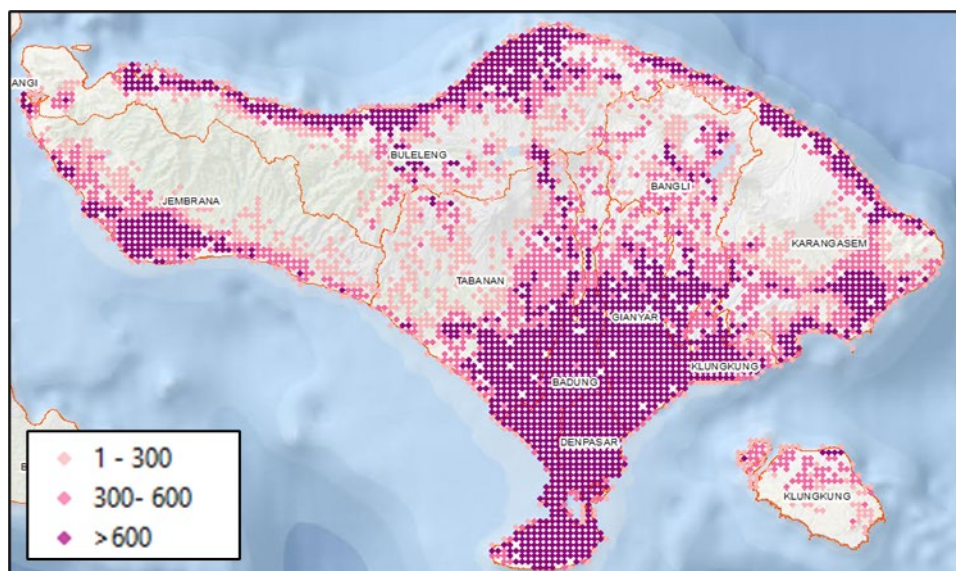 ANGI
BULELENG
JEMBRANA
BANGLI
KARANGASEM
TABANAN
GIANYAR
KLUNGKUNG
BADUNG
DENPASAR
KLUNGKUNG
B
1 - 300
300- 600
>600